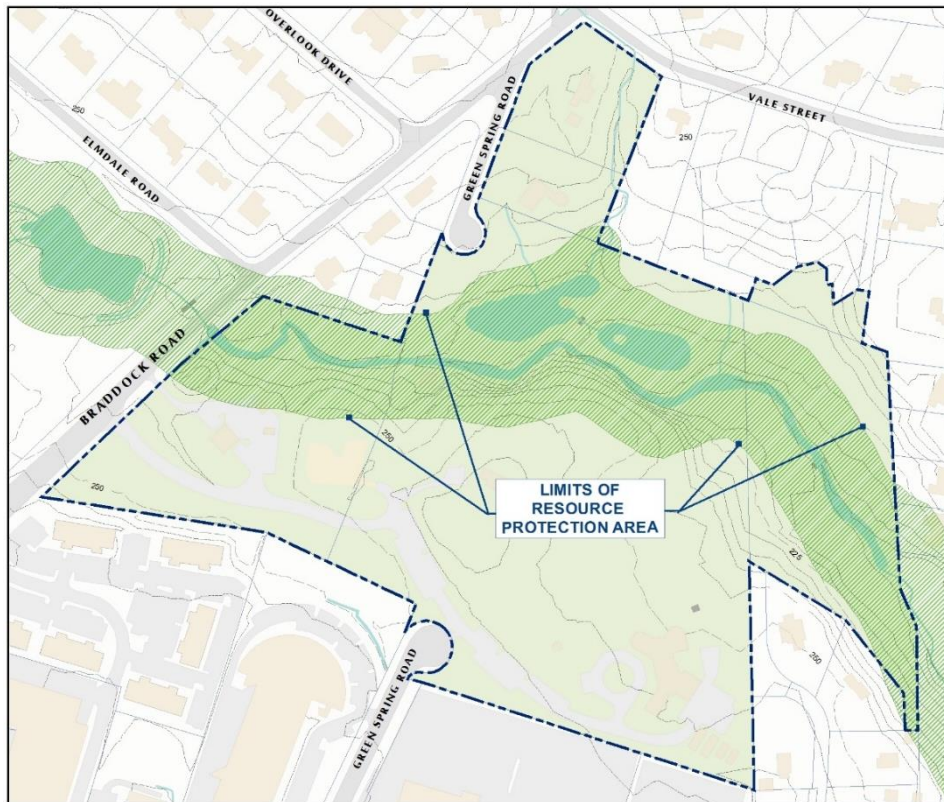 OVERLOOK DRIVE
GREEN SPRING ROAD
VALE STREET
250
250
ELMDALE ROAD
BRADDOCK ROAD
250
250
LIMITS OF
RESOURCE
PROTECTION AREA
225
250
GREEN SPRING ROAD